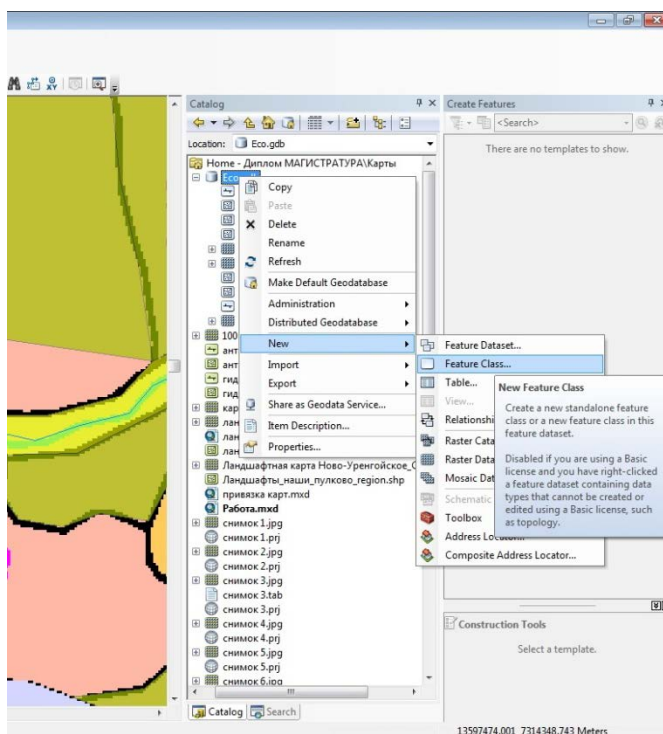 Catalog
Location: Eco.gdb
Home - Диплом МАГИСТРАТУРА\Карты
Copy
Paste
Delete
Rename
Refresh
Make Default Geodatabase
Administration
Distributed Geodatabase
New
Import
Export
Share as Geodata Service...
Item Description...
Properties...
100
ант
ант
гид
гид
кар
лан
лан
лан
Ландшафтная карта Ново-Уренгойское_С
Ландшафты_наши_пулково_region.shp
привязка карт.mxd
Работа.mxd
снимок 1.jpg
снимок 1.prj
снимок 2.jpg
снимок 2.prj
снимок 3.jpg
снимок 3.tab
снимок 3.prj
снимок 4.jpg
снимок 4.prj
снимок 5.jpg
снимок 5.prj
снимок 6.jpg
Catalog Search
Feature Dataset...
Feature Class...
Table...
View...
Relationshi
Raster Cata
Raster Data
Mosaic Dat
Schematic
Toolbox
Address Locator...
Composite Address Locator...
New Feature Class
Create a new standalone feature
class or a new feature class in this
feature dataset.
Disabled if you are using a Basic
license and you have right-clicked
a feature dataset containing data
types that cannot be created or
edited using a Basic license, such
as topology.
Create Features
<Search>
There are no templates to show.
Construction Tools
Select a template.
13597474,001 7314348,743 Meters